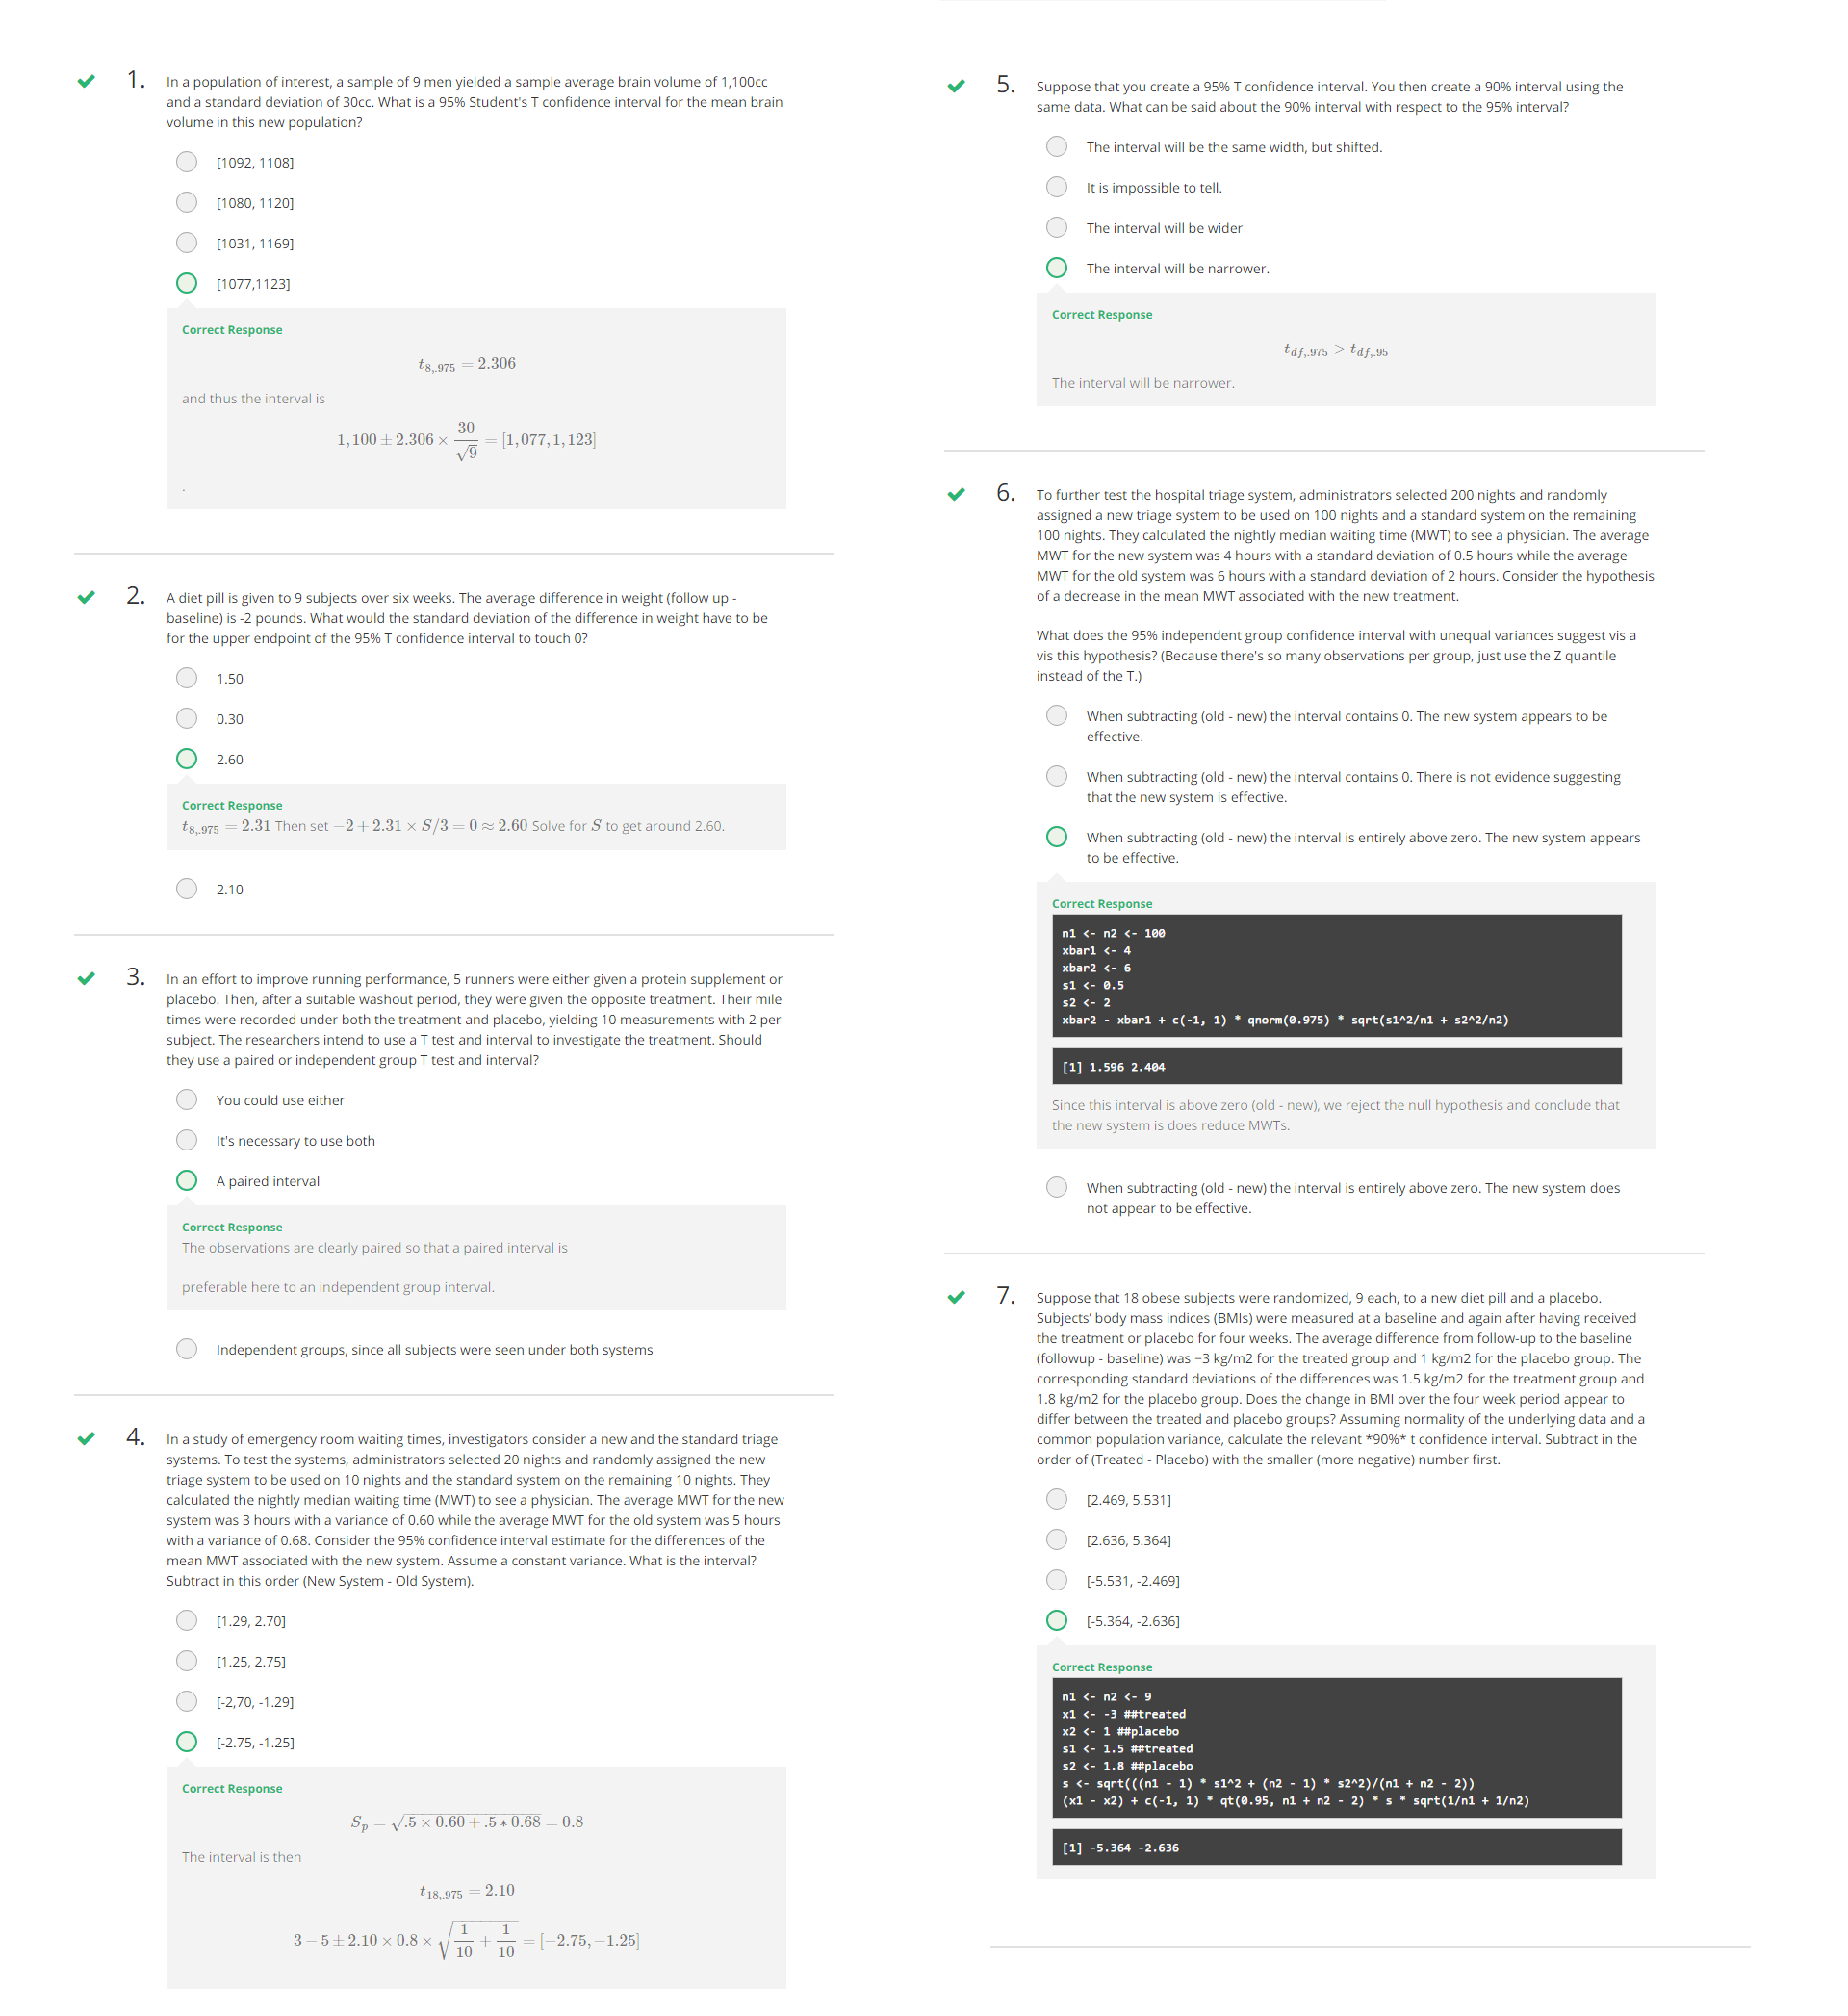 1. In a population of interest, a sample of 9 men yielded a sample average brain volume of 1,100cc
and a standard deviation of 30cc. What is a 95% Student's T confidence interval for the mean brain
volume in this new population?
[1092, 1108]
[1080, 1120]
[1031, 1169]
[1077,1123]
Correct Response
t8,.975 = 2.306
and thus the interval is
1,100 ± 2.306 × 30/√9 = [1,077,1,123]
.
2. A diet pill is given to 9 subjects over six weeks. The average difference in weight (follow up -
baseline) is -2 pounds. What would the standard deviation of the difference in weight have to be
for the upper endpoint of the 95% T confidence interval to touch 0?
1.50
0.30
2.60
Correct Response
t8,.975 = 2.31 Then set −2 + 2.31 × S/3 = 0 ≈ 2.60 Solve for S to get around 2.60.
2.10
3. In an effort to improve running performance, 5 runners were either given a protein supplement or
placebo. Then, after a suitable washout period, they were given the opposite treatment. Their mile
times were recorded under both the treatment and placebo, yielding 10 measurements with 2 per
subject. The researchers intend to use a T test and interval to investigate the treatment. Should
they use a paired or independent group T test and interval?
You could use either
It's necessary to use both
A paired interval
Correct Response
The observations are clearly paired so that a paired interval is
preferable here to an independent group interval.
Independent groups, since all subjects were seen under both systems
4. In a study of emergency room waiting times, investigators consider a new and the standard triage
systems. To test the systems, administrators selected 20 nights and randomly assigned the new
triage system to be used on 10 nights and the standard system on the remaining 10 nights. They
calculated the nightly median waiting time (MWT) to see a physician. The average MWT for the new
system was 3 hours with a variance of 0.60 while the average MWT for the old system was 5 hours
with a variance of 0.68. Consider the 95% confidence interval estimate for the differences of the
mean MWT associated with the new system. Assume a constant variance. What is the interval?
Subtract in this order (New System - Old System).
[1.29, 2.70]
[1.25, 2.75]
[-2,70, -1.29]
[-2.75, -1.25]
Correct Response
Sp = √.5 × 0.60 + .5 * 0.68 = 0.8
The interval is then
t18,.975 = 2.10
3 − 5 ± 2.10 × 0.8 × √1/10 + 1/10 = [−2.75, −1.25]
5. Suppose that you create a 95% T confidence interval. You then create a 90% interval using the
same data. What can be said about the 90% interval with respect to the 95% interval?
The interval will be the same width, but shifted.
It is impossible to tell.
The interval will be wider
The interval will be narrower.
Correct Response
tdf,.975 > tdf,.95
The interval will be narrower.
6. To further test the hospital triage system, administrators selected 200 nights and randomly
assigned a new triage system to be used on 100 nights and a standard system on the remaining
100 nights. They calculated the nightly median waiting time (MWT) to see a physician. The average
MWT for the new system was 4 hours with a standard deviation of 0.5 hours while the average
MWT for the old system was 6 hours with a standard deviation of 2 hours. Consider the hypothesis
of a decrease in the mean MWT associated with the new treatment.
What does the 95% independent group confidence interval with unequal variances suggest vis a
vis this hypothesis? (Because there's so many observations per group, just use the Z quantile
instead of the T.)
When subtracting (old - new) the interval contains 0. The new system appears to be
effective.
When subtracting (old - new) the interval contains 0. There is not evidence suggesting
that the new system is effective.
When subtracting (old - new) the interval is entirely above zero. The new system appears
to be effective.
Correct Response
n1 <- n2 <- 100
xbar1 <- 4
xbar2 <- 6
s1 <- 0.5
s2 <- 2
xbar2 - xbar1 + c(-1, 1) * qnorm(0.975) * sqrt(s1^2/n1 + s2^2/n2)
[1] 1.596 2.404
Since this interval is above zero (old - new), we reject the null hypothesis and conclude that
the new system is does reduce MWTs.
When subtracting (old - new) the interval is entirely above zero. The new system does
not appear to be effective.
7. Suppose that 18 obese subjects were randomized, 9 each, to a new diet pill and a placebo.
Subjects' body mass indices (BMIs) were measured at a baseline and again after having received
the treatment or placebo for four weeks. The average difference from follow-up to the baseline
(followup - baseline) was −3 kg/m2 for the treated group and 1 kg/m2 for the placebo group. The
corresponding standard deviations of the differences was 1.5 kg/m2 for the treatment group and
1.8 kg/m2 for the placebo group. Does the change in BMI over the four week period appear to
differ between the treated and placebo groups? Assuming normality of the underlying data and a
common population variance, calculate the relevant *90%* t confidence interval. Subtract in the
order of (Treated - Placebo) with the smaller (more negative) number first.
[2.469, 5.531]
[2.636, 5.364]
[-5.531, -2.469]
[-5.364, -2.636]
Correct Response
n1 <- n2 <- 9
x1 <- -3 ##treated
x2 <- 1 ##placebo
s1 <- 1.5 ##treated
s2 <- 1.8 ##placebo
s <- sqrt(((n1 - 1) * s1^2 + (n2 - 1) * s2^2)/(n1 + n2 - 2))
(x1 - x2) + c(-1, 1) * qt(0.95, n1 + n2 - 2) * s * sqrt(1/n1 + 1/n2)
[1] -5.364 -2.636